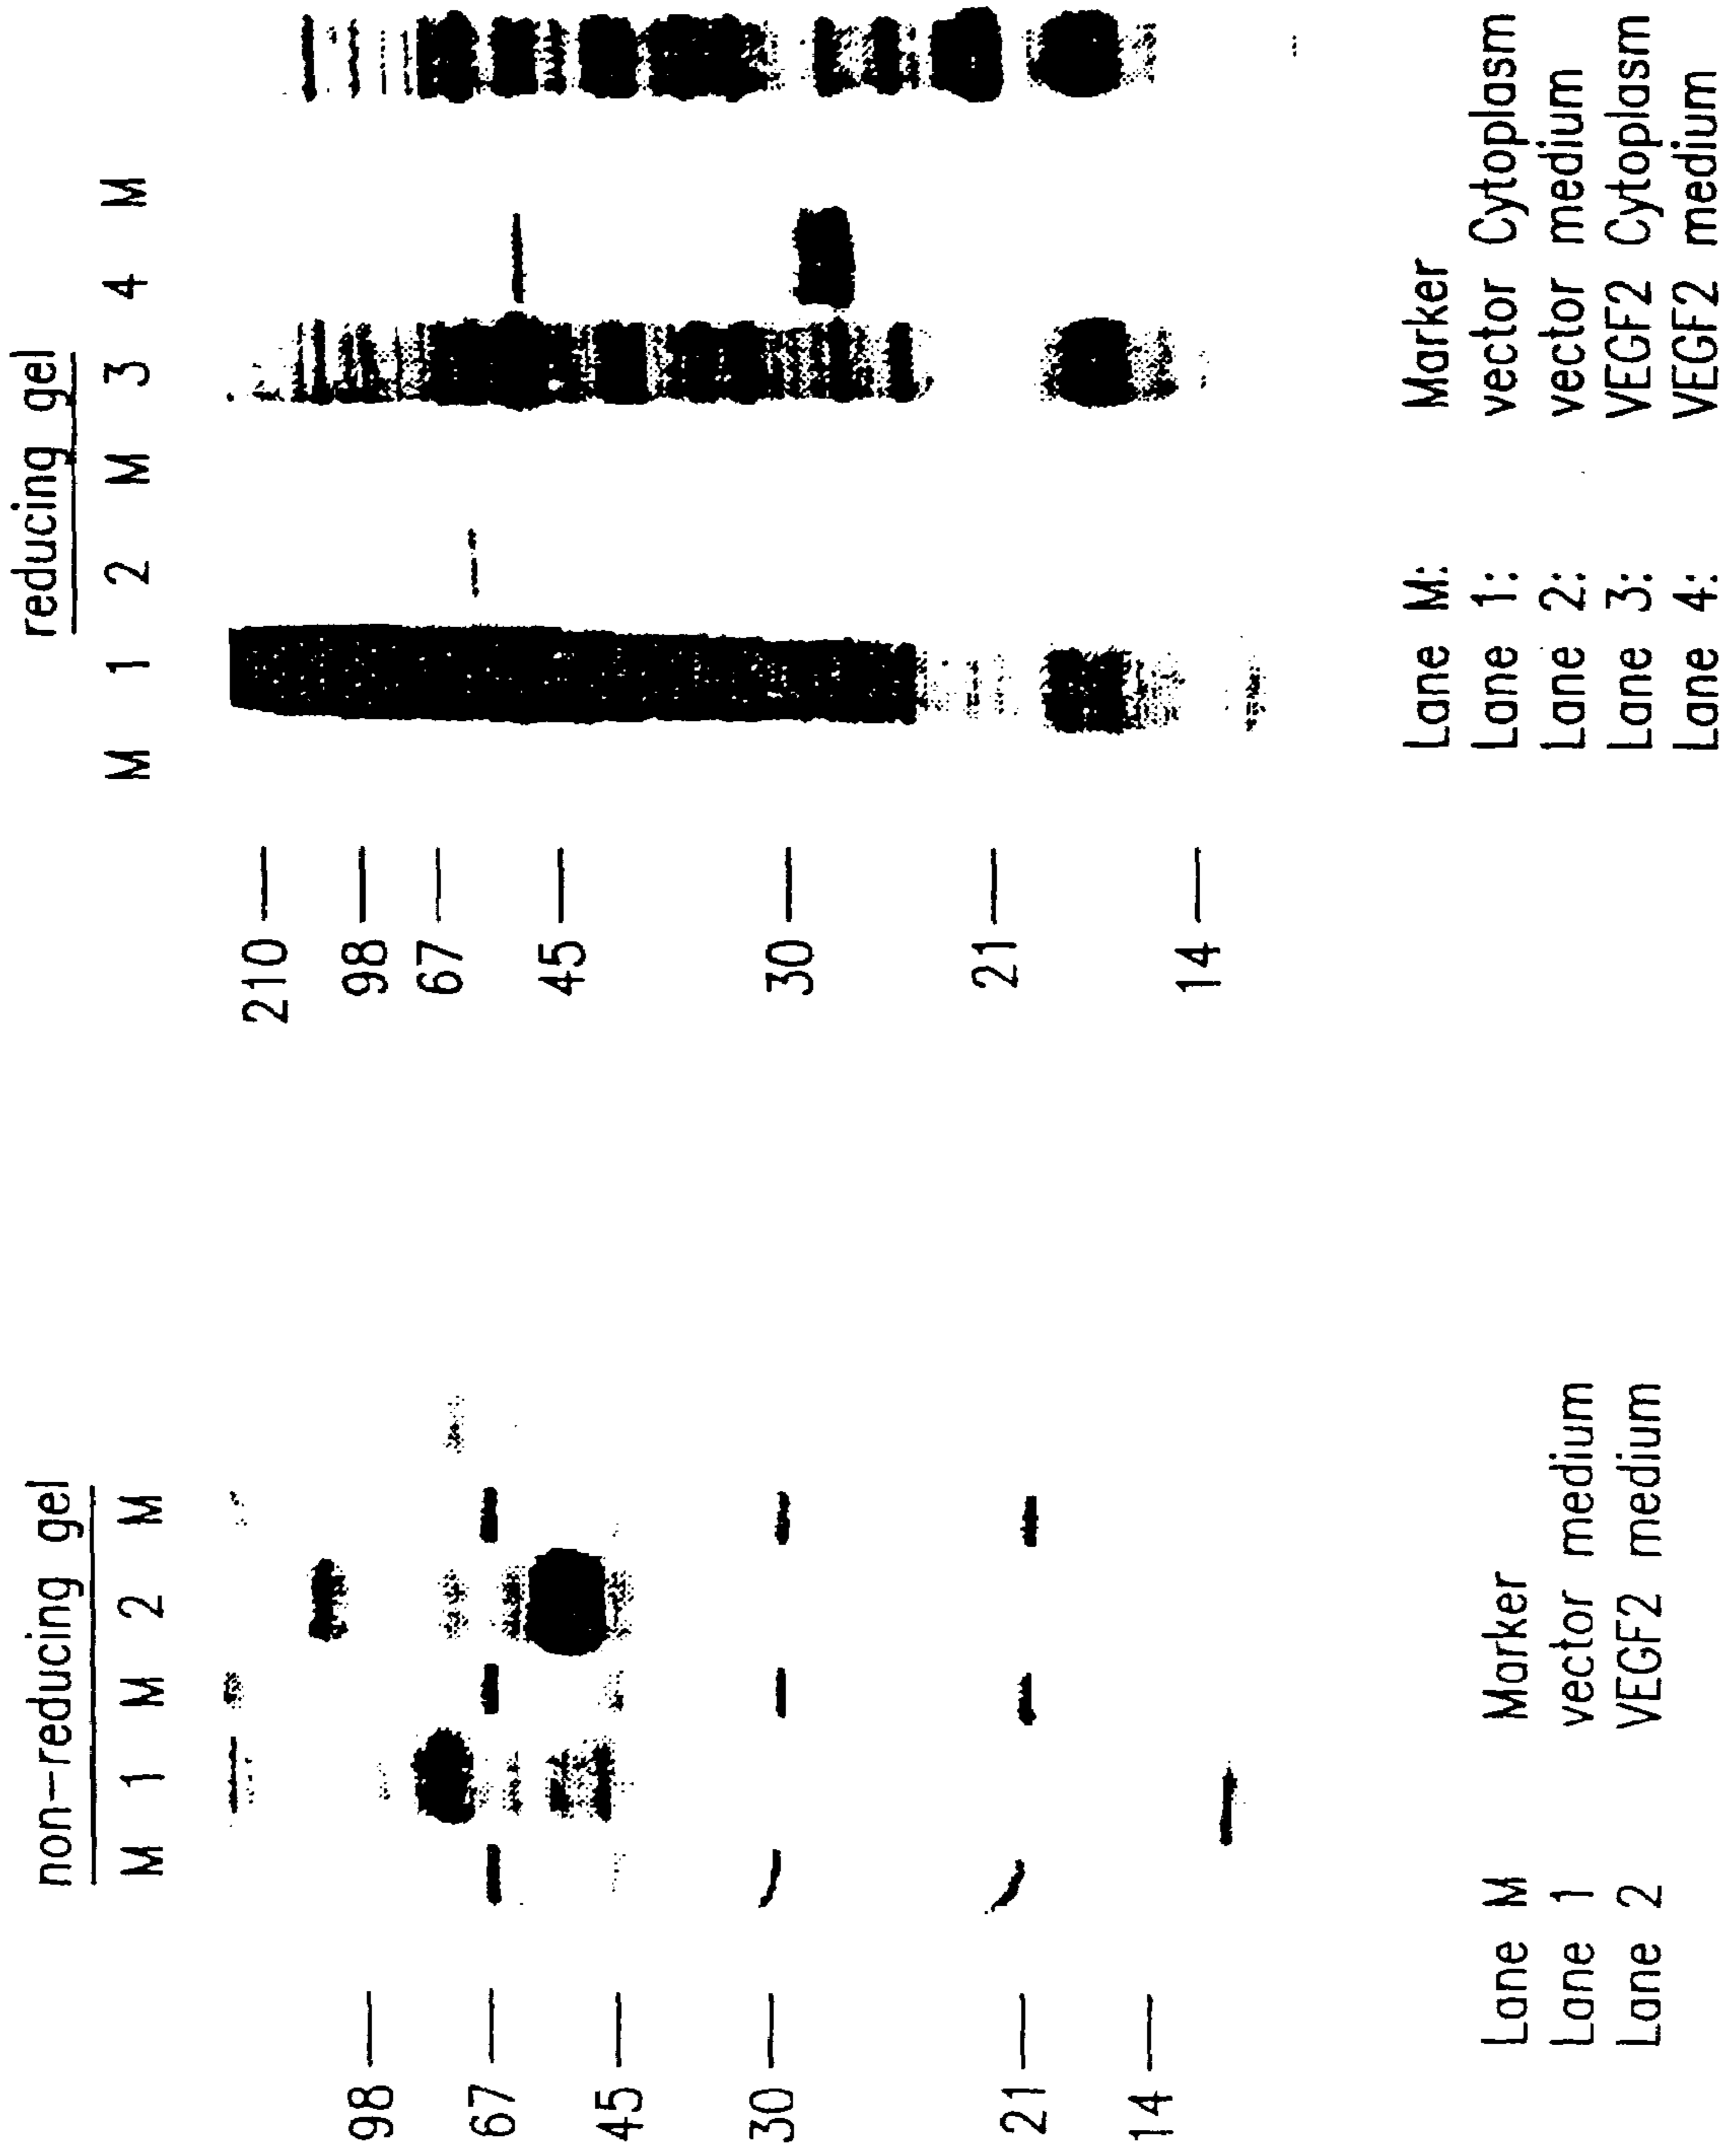 non-reducing gel
M 1 M 2 M
98
67
45
30
21
14
Lane M Marker
Lane 1 vector medium
Lane 2 VEGF2 medium
reducing gel
M 1 2 M 3 4 M
210
98
67
45
30
21
14
Lane M: Marker
Lane 1: vector Cytoplasm
Lane 2: vector medium
Lane 3: VEGF2 Cytoplasm
Lane 4: VEGF2 medium